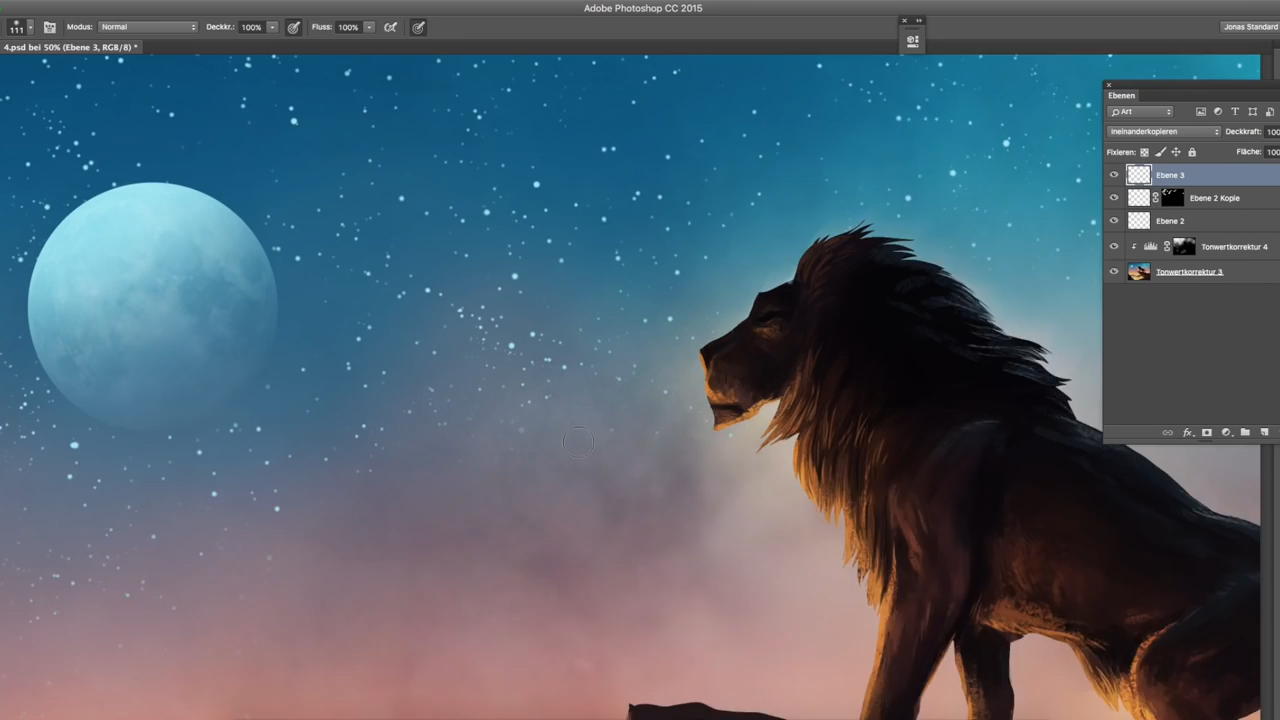 Adobe Photoshop CC 2015
111 Modus: Normal Deckkr.: 100% Fluss: 100% Jonas Standard
4.psd bei 50% (Ebene 3, RGB/8) *
Ebenen
Art
Ineinanderkopieren Deckkraft: 100
Fixieren: Fläche: 100
Ebene 3
Ebene 2 Kopie
Ebene 2
Tonwertkorrektur 4
Tonwertkorrektur 3
fx